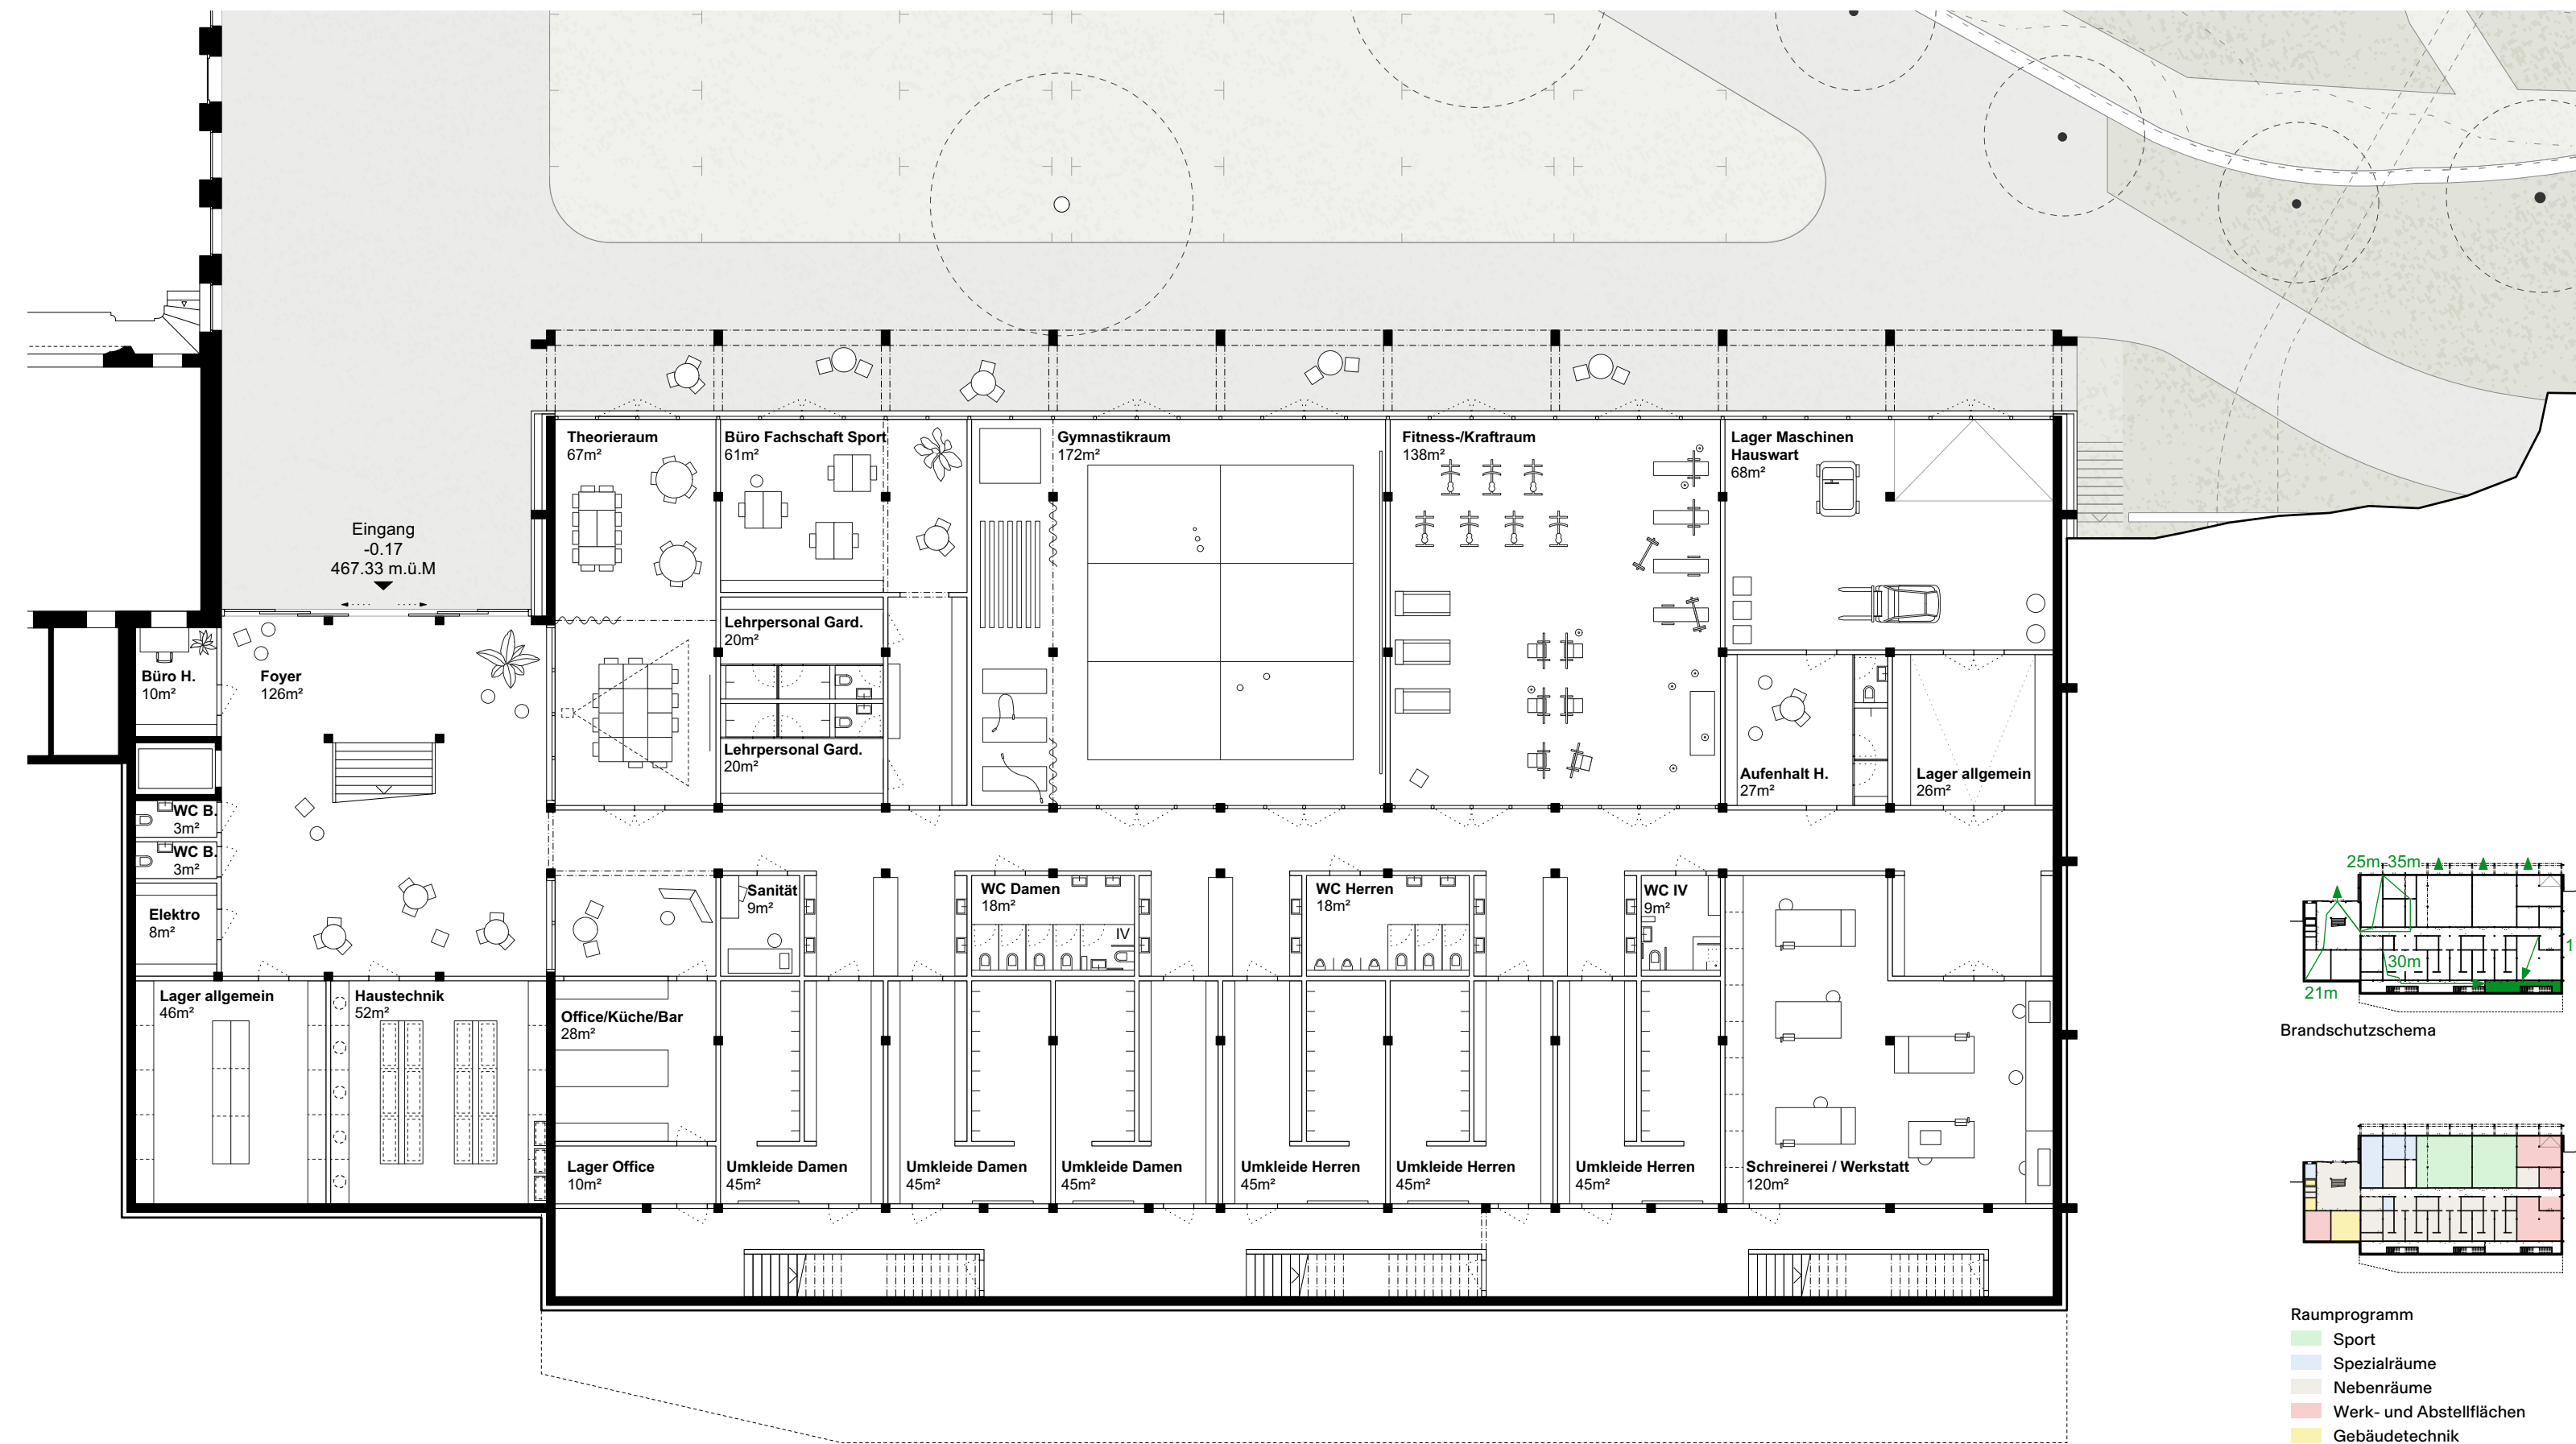 Eingang
-0.17
467.33 m.ü.M
Theorieraum
67m²
Büro Fachschaft Sport
61m²
Gymnastikraum
172m²
Fitness-/Kraftraum
138m²
Lager Maschinen
Hauswart
68m²
Lehrpersonal Gard.
20m²
Lehrpersonal Gard.
20m²
Büro H.
10m²
Foyer
126m²
Aufenthalt H.
27m²
Lager allgemein
26m²
WC B.
3m²
WC B.
3m²
Elektro
8m²
Sanität
9m²
WC Damen
18m²
IV
WC Herren
18m²
WC IV
9m²
Lager allgemein
46m²
Haustechnik
52m²
Office/Küche/Bar
28m²
Lager Office
10m²
Umkleide Damen
45m²
Umkleide Damen
45m²
Umkleide Damen
45m²
Umkleide Herren
45m²
Umkleide Herren
45m²
Umkleide Herren
45m²
Schreinerei / Werkstatt
120m²
25m 35m
1
30m
21m
Brandschutzschema
Raumprogramm
Sport
Spezialräume
Nebenräume
Werk- und Abstellflächen
Gebäudetechnik